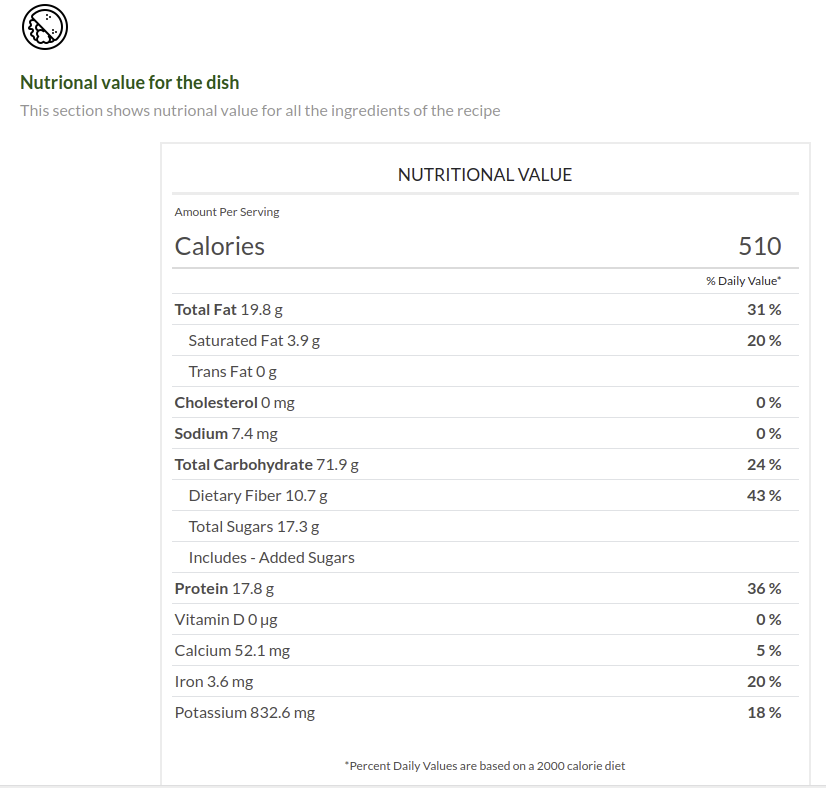 Nutrional value for the dish
This section shows nutrional value for all the ingredients of the recipe
NUTRITIONAL VALUE
Amount Per Serving
Calories 510
% Daily Value*
Total Fat 19.8 g 31 %
Saturated Fat 3.9 g 20 %
Trans Fat 0 g
Cholesterol 0 mg 0 %
Sodium 7.4 mg 0 %
Total Carbohydrate 71.9 g 24 %
Dietary Fiber 10.7 g 43 %
Total Sugars 17.3 g
Includes - Added Sugars
Protein 17.8 g 36 %
Vitamin D 0 µg 0 %
Calcium 52.1 mg 5 %
Iron 3.6 mg 20 %
Potassium 832.6 mg 18 %
*Percent Daily Values are based on a 2000 calorie diet